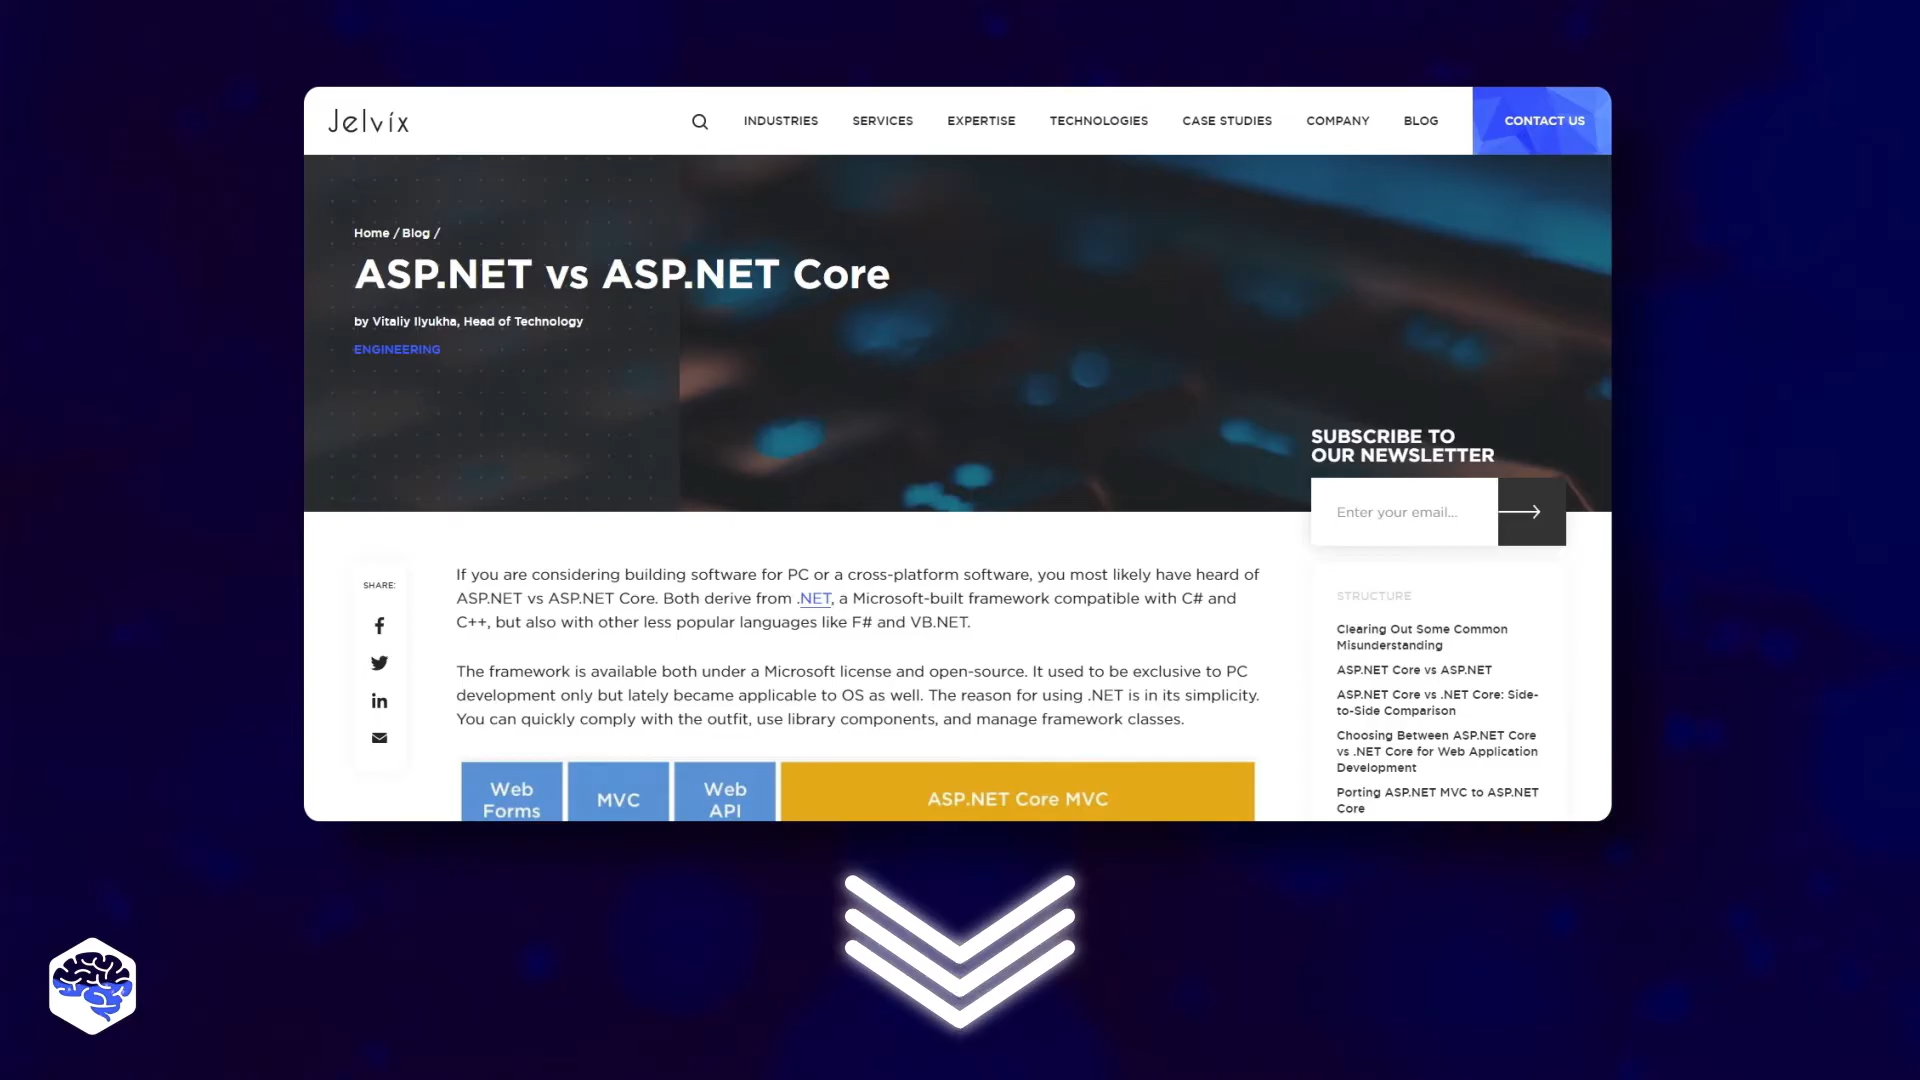 Jelvix
INDUSTRIES SERVICES EXPERTISE TECHNOLOGIES CASE STUDIES COMPANY BLOG CONTACT US
Home / Blog /
ASP.NET vs ASP.NET Core
by Vitaliy Ilyukha, Head of Technology
ENGINEERING
SUBSCRIBE TO
OUR NEWSLETTER
Enter your email...
SHARE:
If you are considering building software for PC or a cross-platform software, you most likely have heard of
ASP.NET vs ASP.NET Core. Both derive from .NET, a Microsoft-built framework compatible with C# and
C++, but also with other less popular languages like F# and VB.NET.
The framework is available both under a Microsoft license and open-source. It used to be exclusive to PC
development only but lately became applicable to OS as well. The reason for using .NET is in its simplicity.
You can quickly comply with the outfit, use library components, and manage framework classes.
Web
Forms
MVC
Web
API
ASP.NET Core MVC
STRUCTURE
Clearing Out Some Common
Misunderstanding
ASP.NET Core vs ASP.NET
ASP.NET Core vs .NET Core: Side-
to-Side Comparison
Choosing Between ASP.NET Core
vs .NET Core for Web Application
Development
Porting ASP.NET MVC to ASP.NET
Core